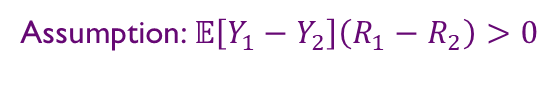 Assumption: 𝔼[Y₁ − Y₂](R₁ − R₂) > 0